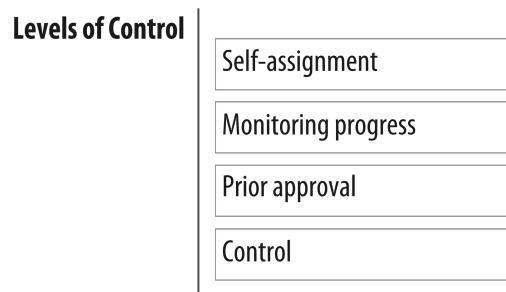 Levels of Control
Self-assignment
Monitoring progress
Prior approval
Control